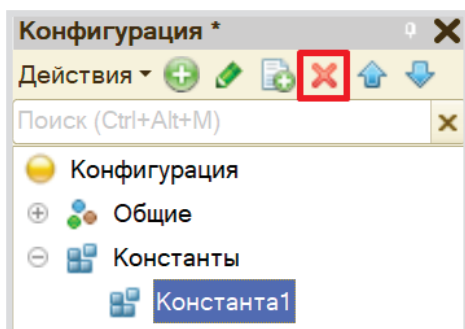 Конфигурация *
Действия
Поиск (Ctrl+Alt+M)
Конфигурация
Общие
Константы
Константа1